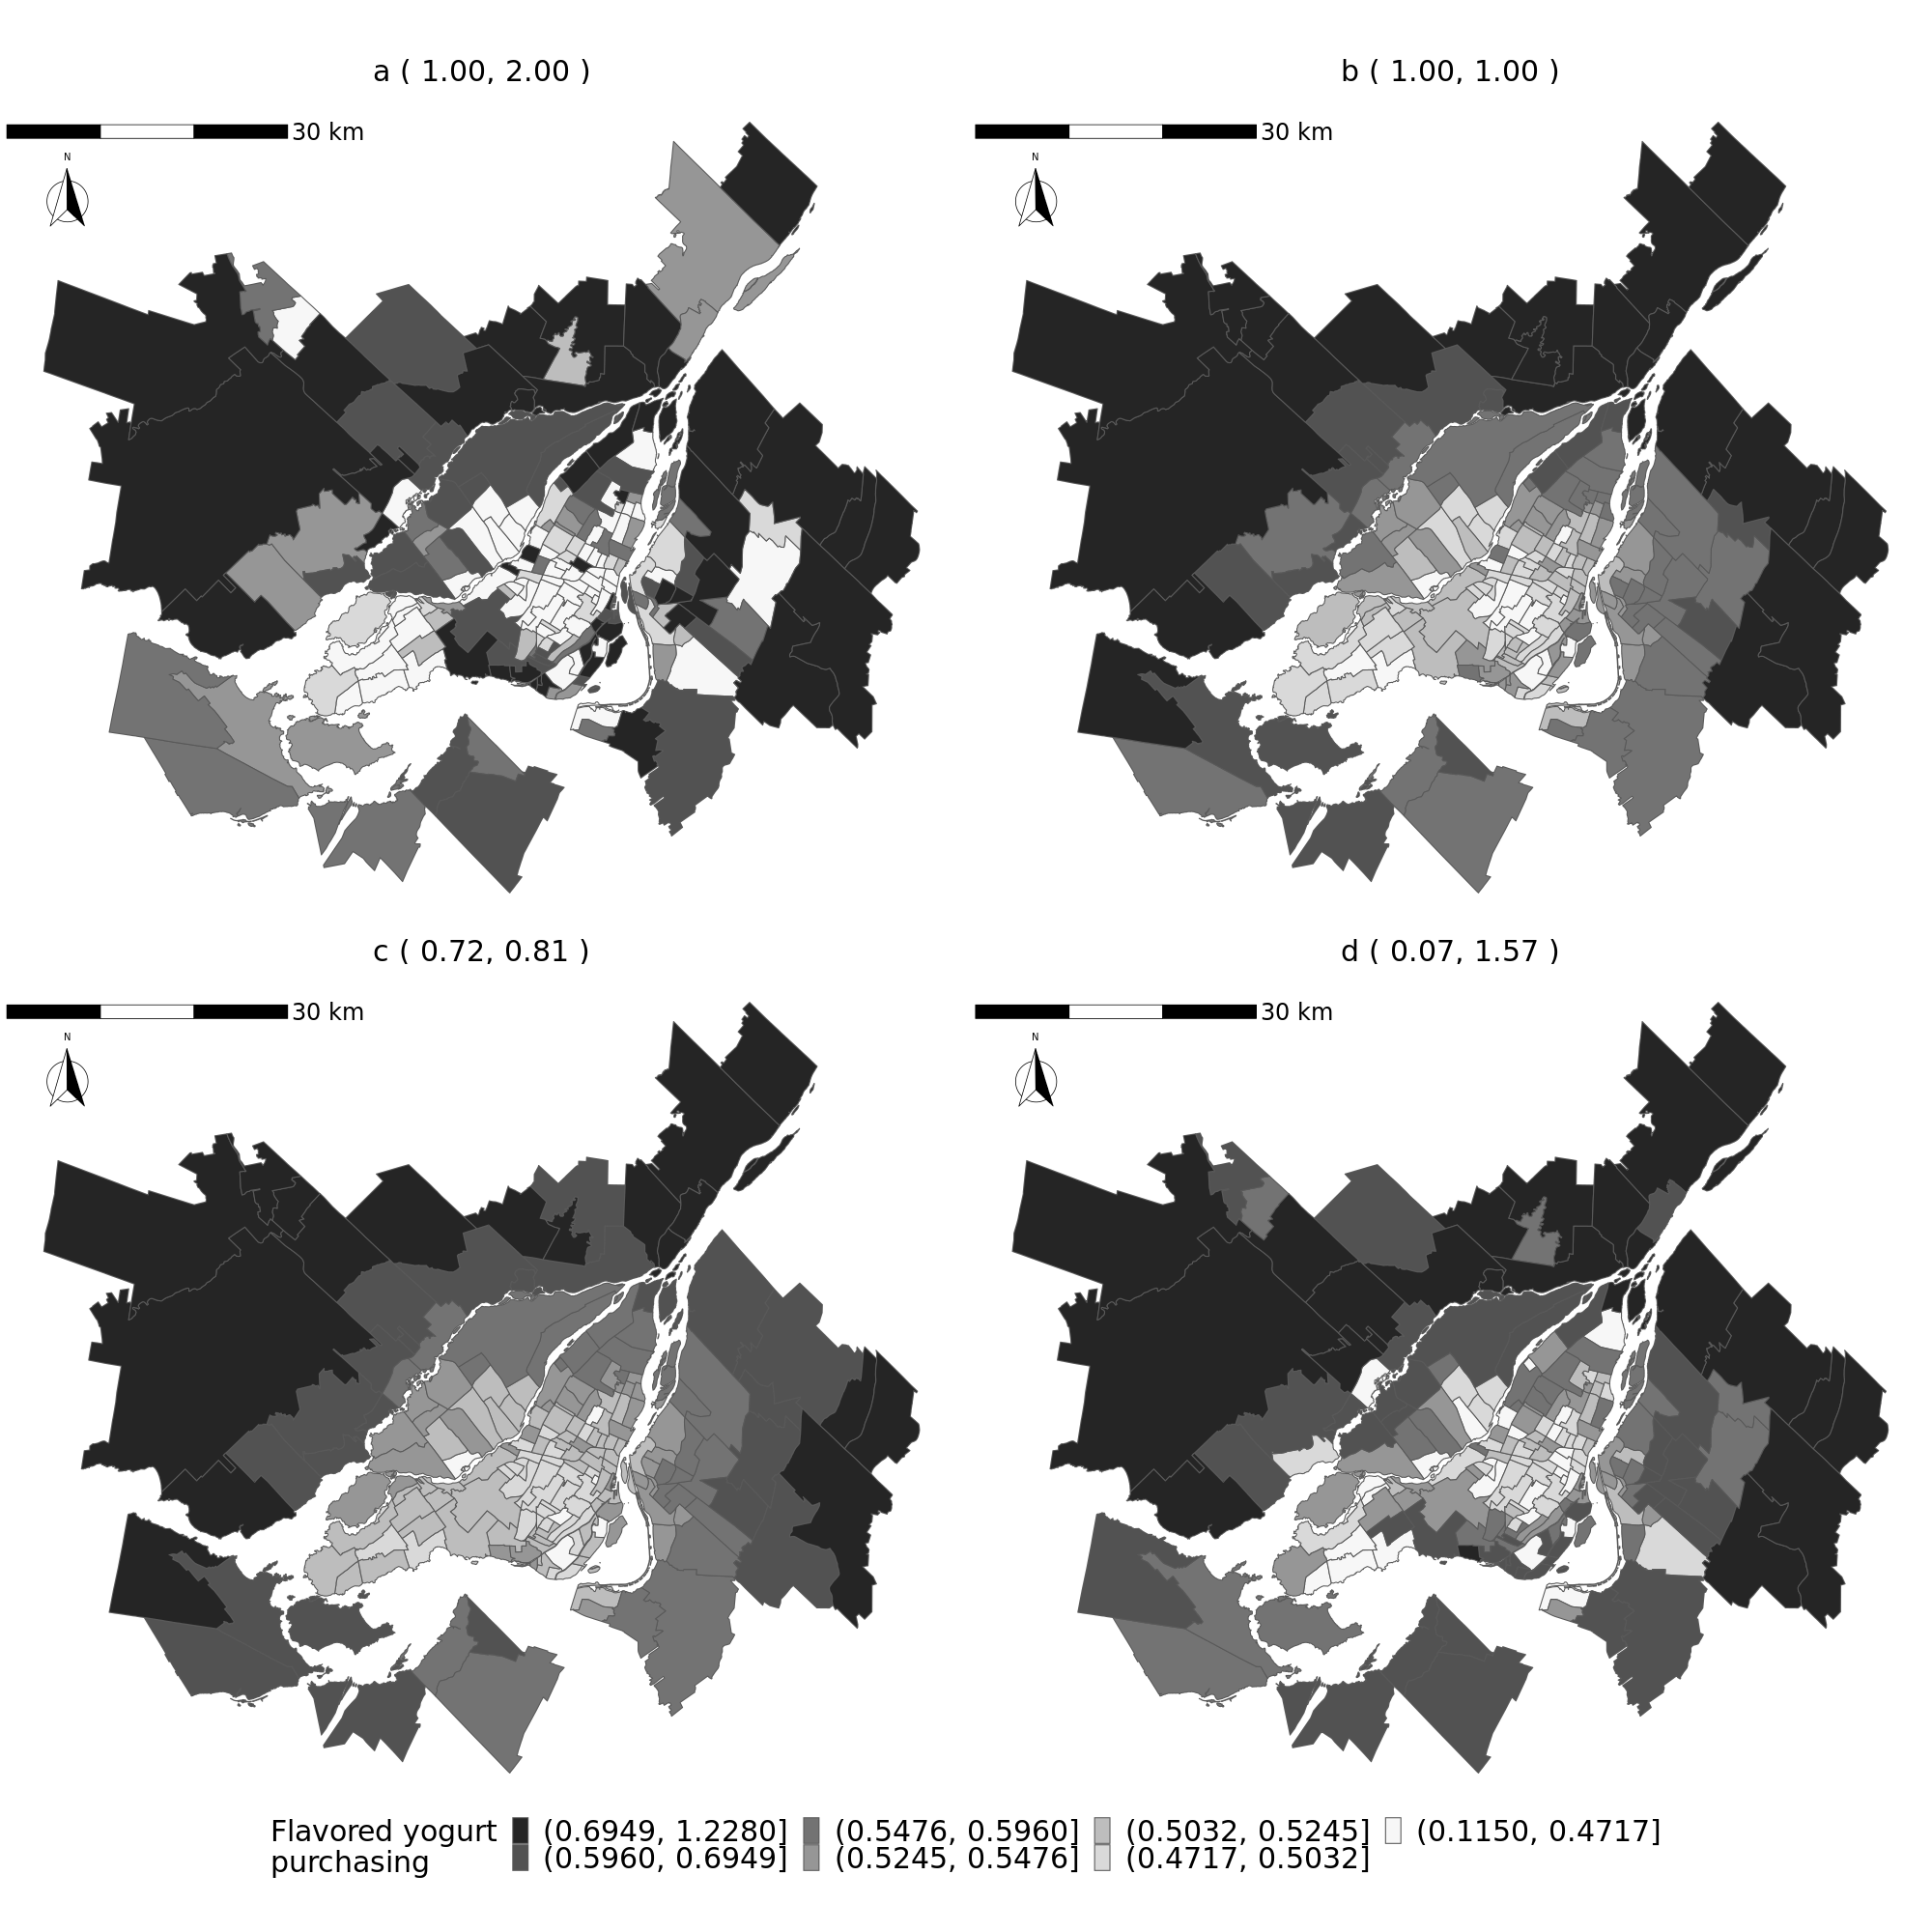 a ( 1.00, 2.00 )
b ( 1.00, 1.00 )
30 km
30 km
N
N
c ( 0.72, 0.81 )
d ( 0.07, 1.57 )
30 km
30 km
N
N
Flavored yogurt (0.6949, 1.2280] (0.5476, 0.5960] (0.5032, 0.5245] (0.1150, 0.4717]
purchasing (0.5960, 0.6949] (0.5245, 0.5476] (0.4717, 0.5032]